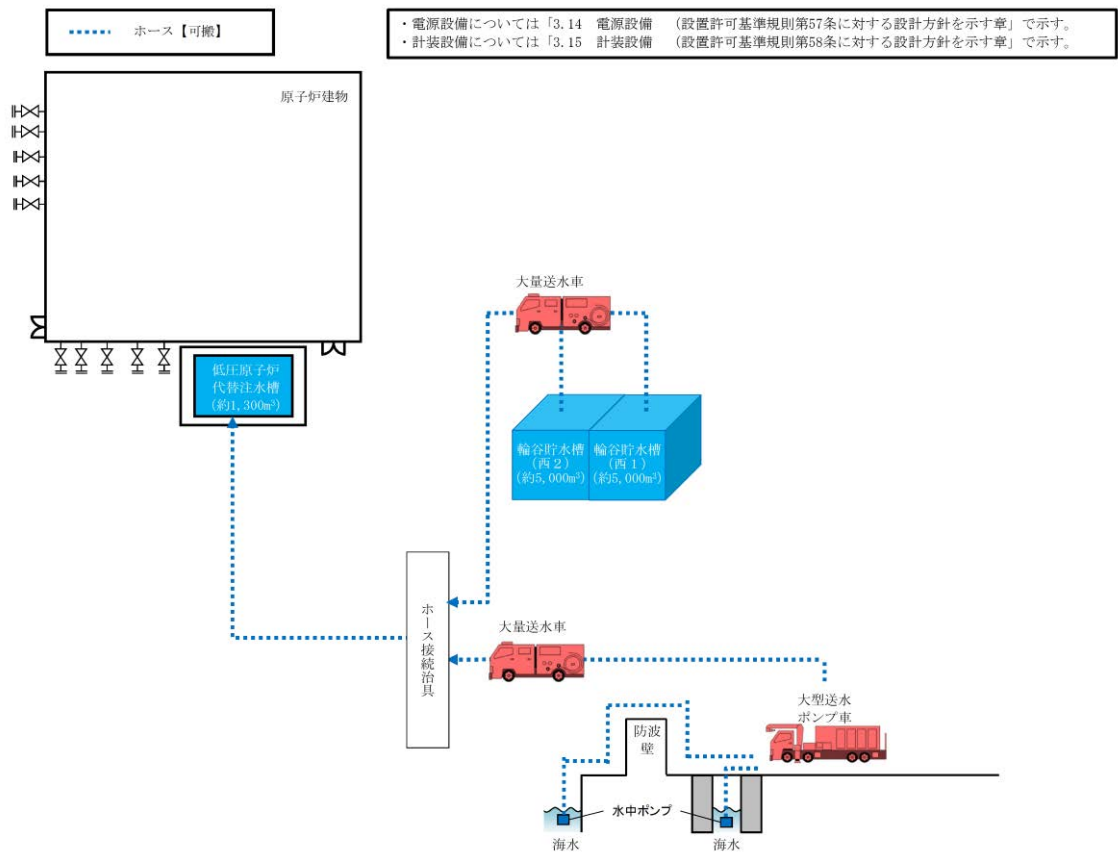 ホース【可搬】
・電源設備については「3.14 電源設備 (設置許可基準規則第57条に対する設計方針を示す章」で示す。
・計装設備については「3.15 計装設備 (設置許可基準規則第58条に対する設計方針を示す章」で示す。
原子炉建物
大量送水車
低圧原子炉
代替注水槽
(約1,300m³)
輪谷貯水槽
(西2)
(約5,000m³)
輪谷貯水槽
(西1)
(約5,000m³)
ホース接続治具
大量送水車
大型送水
ポンプ車
防波
壁
水中ポンプ
海水
海水